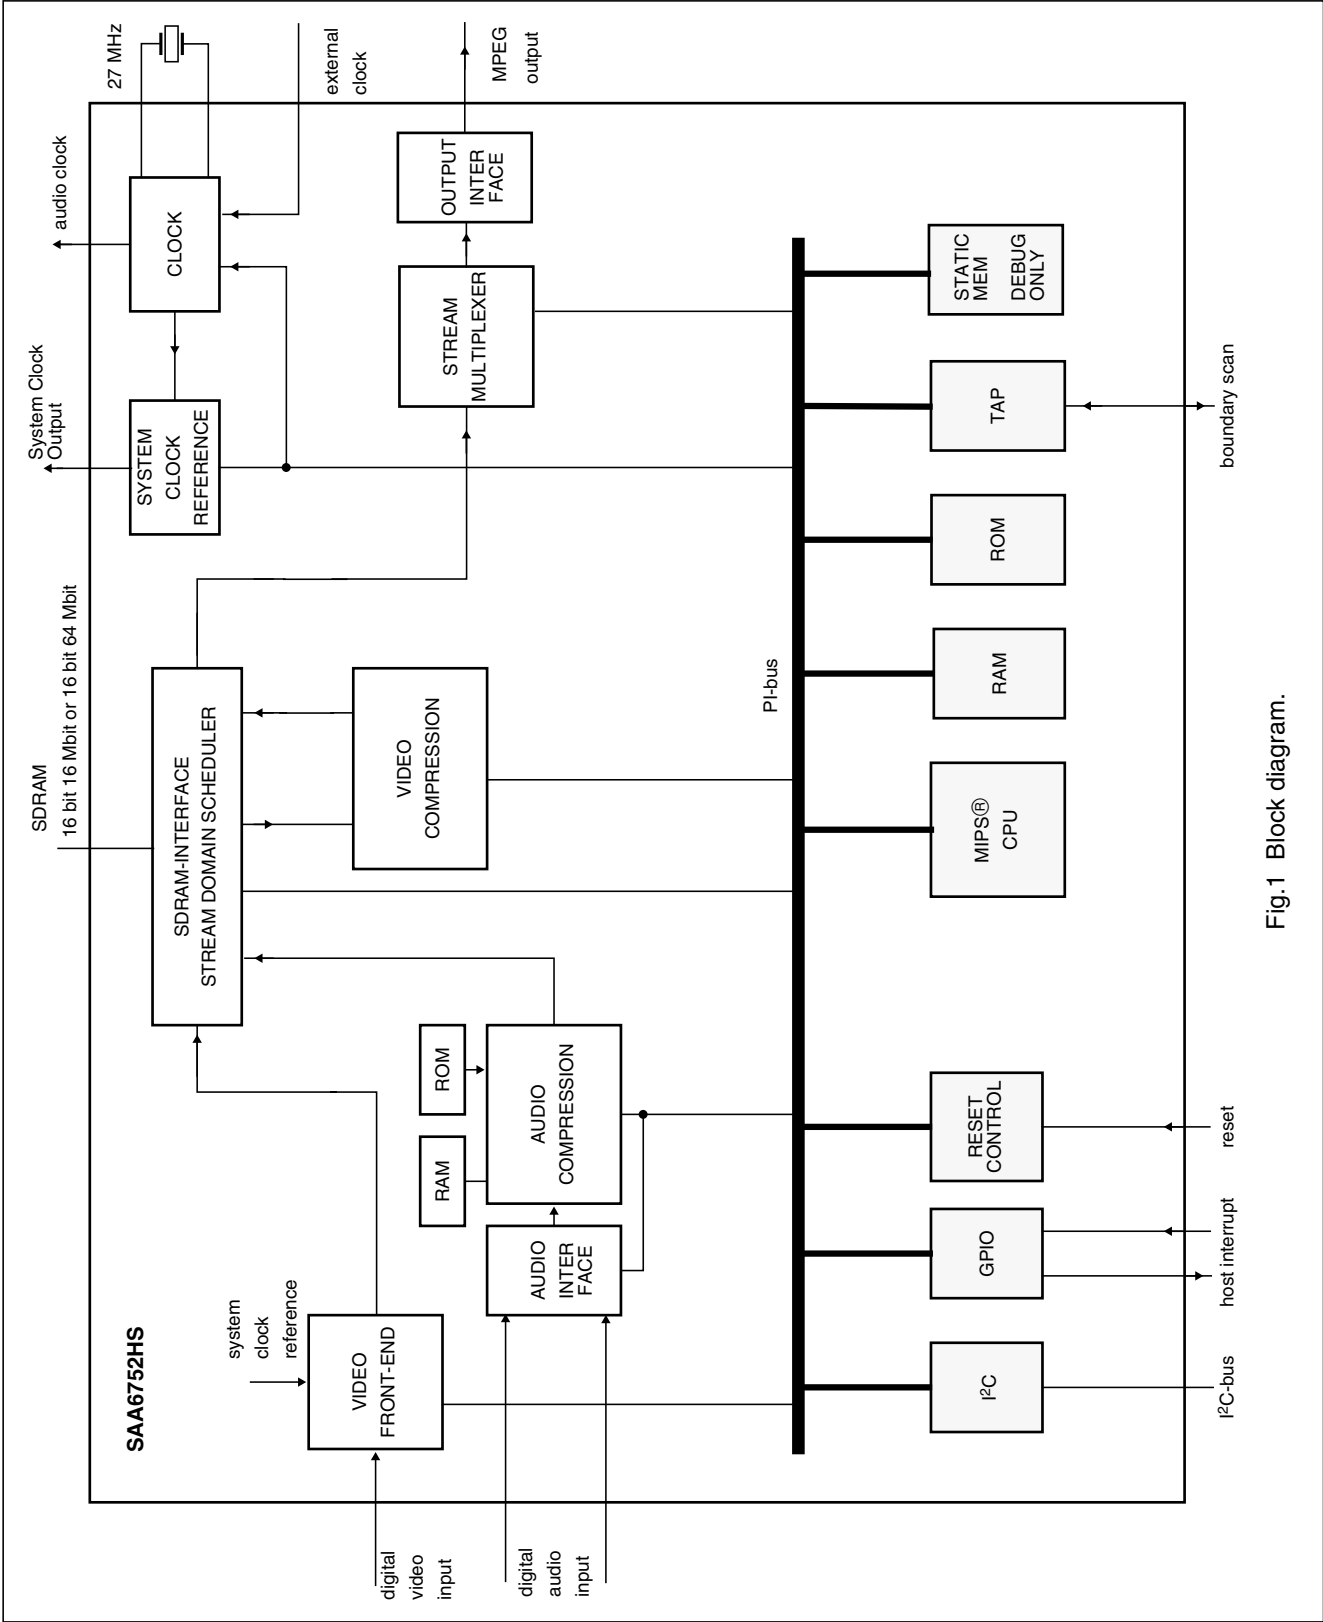 SAA6752HS
SDRAM
16 bit 16 Mbit or 16 bit 64 Mbit
System Clock
Output
audio clock
27 MHz
external
clock
SYSTEM
CLOCK
REFERENCE
CLOCK
SDRAM-INTERFACE
STREAM DOMAIN SCHEDULER
system
clock
reference
digital
video
input
VIDEO
FRONT-END
VIDEO
COMPRESSION
STREAM
MULTIPLEXER
OUTPUT
INTER
FACE
MPEG
output
RAM
ROM
digital
audio
input
AUDIO
INTER
FACE
AUDIO
COMPRESSION
PI-bus
I2C
GPIO
RESET
CONTROL
MIPS®
CPU
RAM
ROM
TAP
STATIC
MEM
DEBUG
ONLY
I2C-bus
host interrupt
reset
boundary scan
Fig.1 Block diagram.